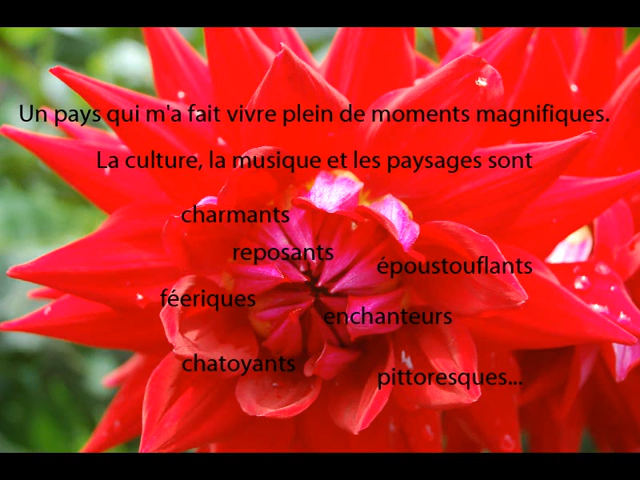 Un pays qui m'a fait vivre plein de moments magnifiques.
La culture, la musique et les paysages sont
charmants
reposants
époustouflants
féeriques
enchanteurs
chatoyants
pittoresques...